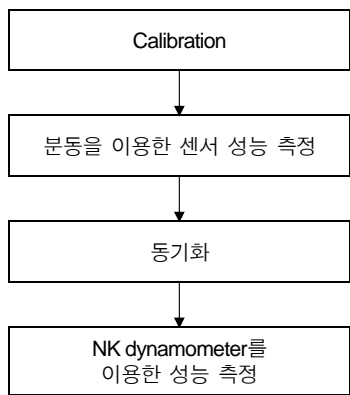 Calibration
분동을 이용한 센서 성능 측정
동기화
NK dynamometer를
이용한 성능 측정